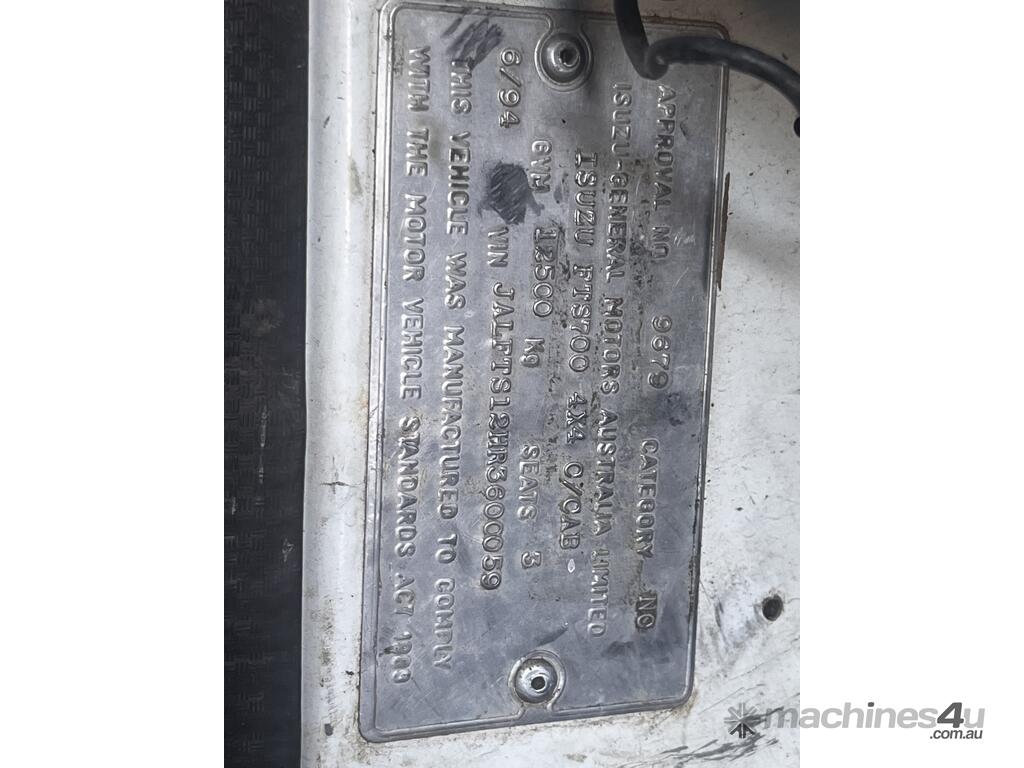 APPROVAL NO 9679 CATEGORY NC
ISUZU-GENERAL MOTORS AUSTRALIA LIMITED
ISUZU FTS700 4X4 C/CAB
6/94 GVM 12500 Kg SEATS 3
VIN JALFTS12HR3600059
THIS VEHICLE WAS MANUFACTURED TO COMPLY
WITH THE MOTOR VEHICLE STANDARDS ACT 1989
machines4u
.com.au